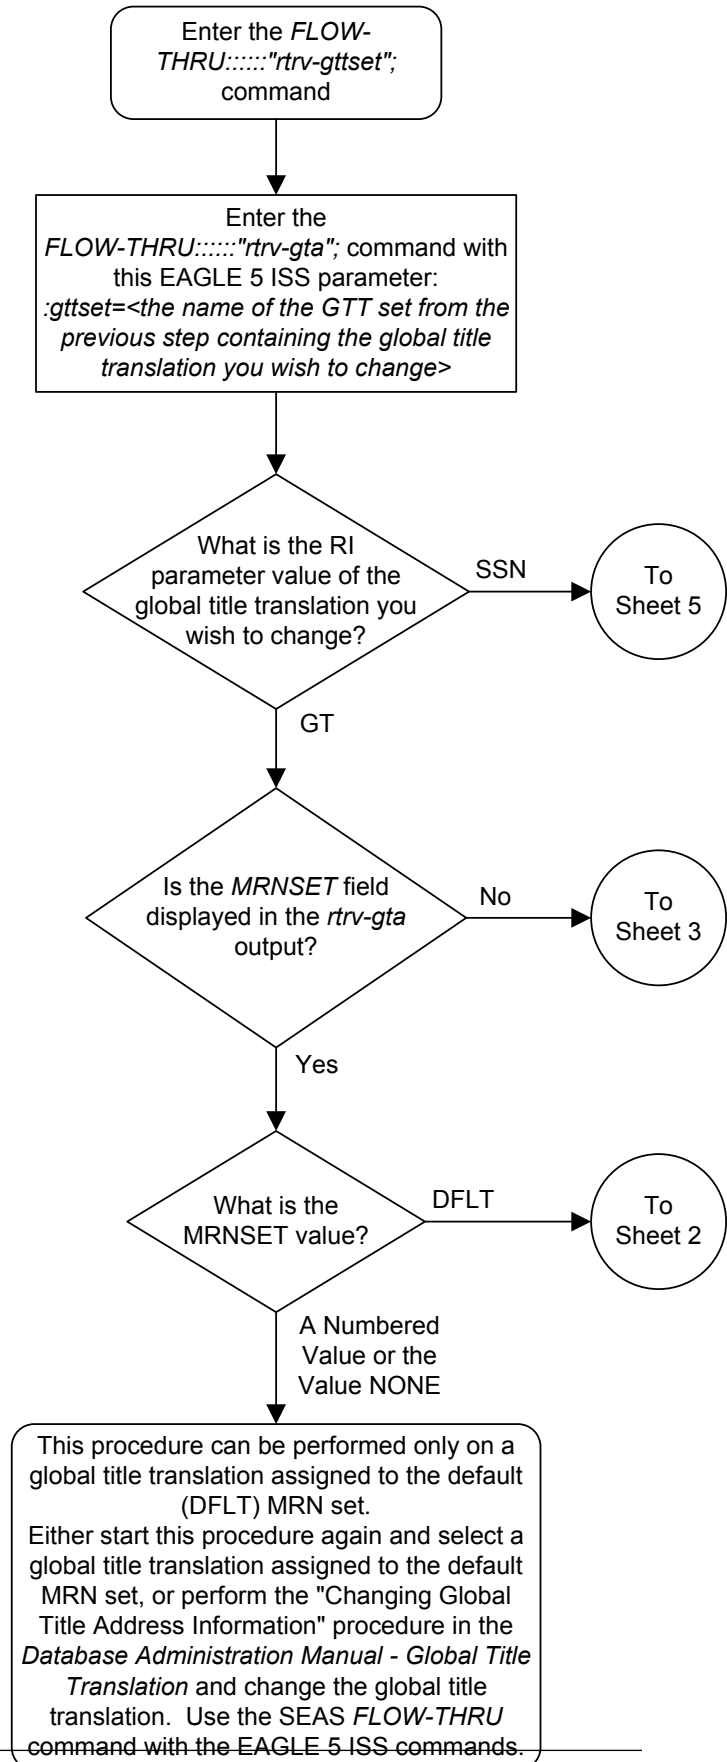 Enter the FLOW-
THRU::::::"rtrv-gttset";
command
Enter the
FLOW-THRU::::::"rtrv-gta"; command with
this EAGLE 5 ISS parameter:
:gttset=<the name of the GTT set from the
previous step containing the global title
translation you wish to change>
What is the RI
parameter value of the
global title translation you
wish to change?
SSN
To
Sheet 5
GT
Is the MRNSET field
displayed in the rtrv-gta
output?
No
To
Sheet 3
Yes
What is the
MRNSET value?
DFLT
To
Sheet 2
A Numbered
Value or the
Value NONE
This procedure can be performed only on a
global title translation assigned to the default
(DFLT) MRN set.
Either start this procedure again and select a
global title translation assigned to the default
MRN set, or perform the "Changing Global
Title Address Information" procedure in the
Database Administration Manual - Global Title
Translation and change the global title
translation.  Use the SEAS FLOW-THRU
command with the EAGLE 5 ISS commands.